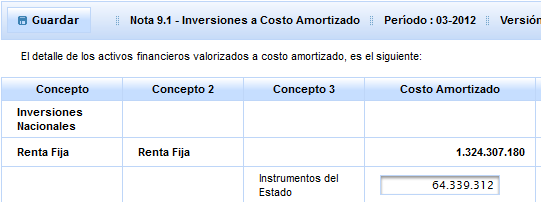 Guardar Nota 9.1 - Inversiones a Costo Amortizado Período : 03-2012 Versión
El detalle de los activos financieros valorizados a costo amortizado, es el siguiente:
Concepto Concepto 2 Concepto 3 Costo Amortizado
Inversiones
Nacionales
Renta Fija Renta Fija 1.324.307.180
Instrumentos del
Estado 64.339.312